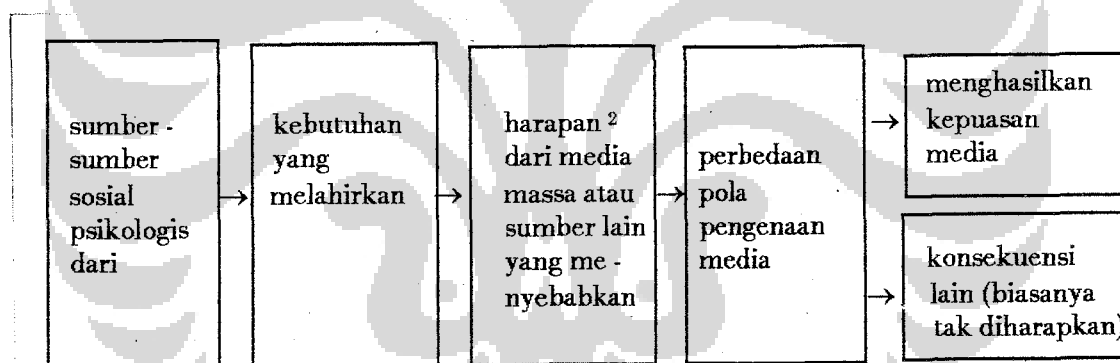 sumber -
sumber
sosial
psikologis
dari
→
kebutuhan
yang
melahirkan
→
harapan ²
dari media
massa atau
sumber lain
yang me -
nyebabkan
→
perbedaan
pola
pengenaan
media
→
menghasilkan
kepuasan
media
→
konsekuensi
lain (biasanya
tak diharapkan)